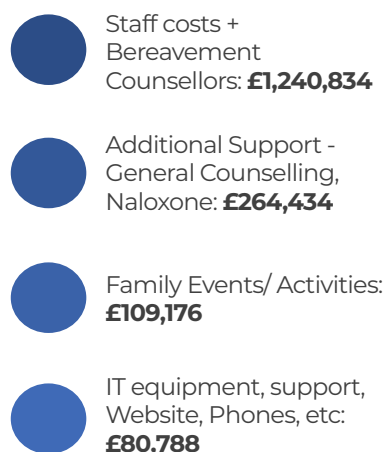 Staff costs +
Bereavement
Counsellors: £1,240,834
Additional Support -
General Counselling,
Naloxone: £264,434
Family Events/ Activities:
£109,176
IT equipment, support,
Website, Phones, etc:
£80,788